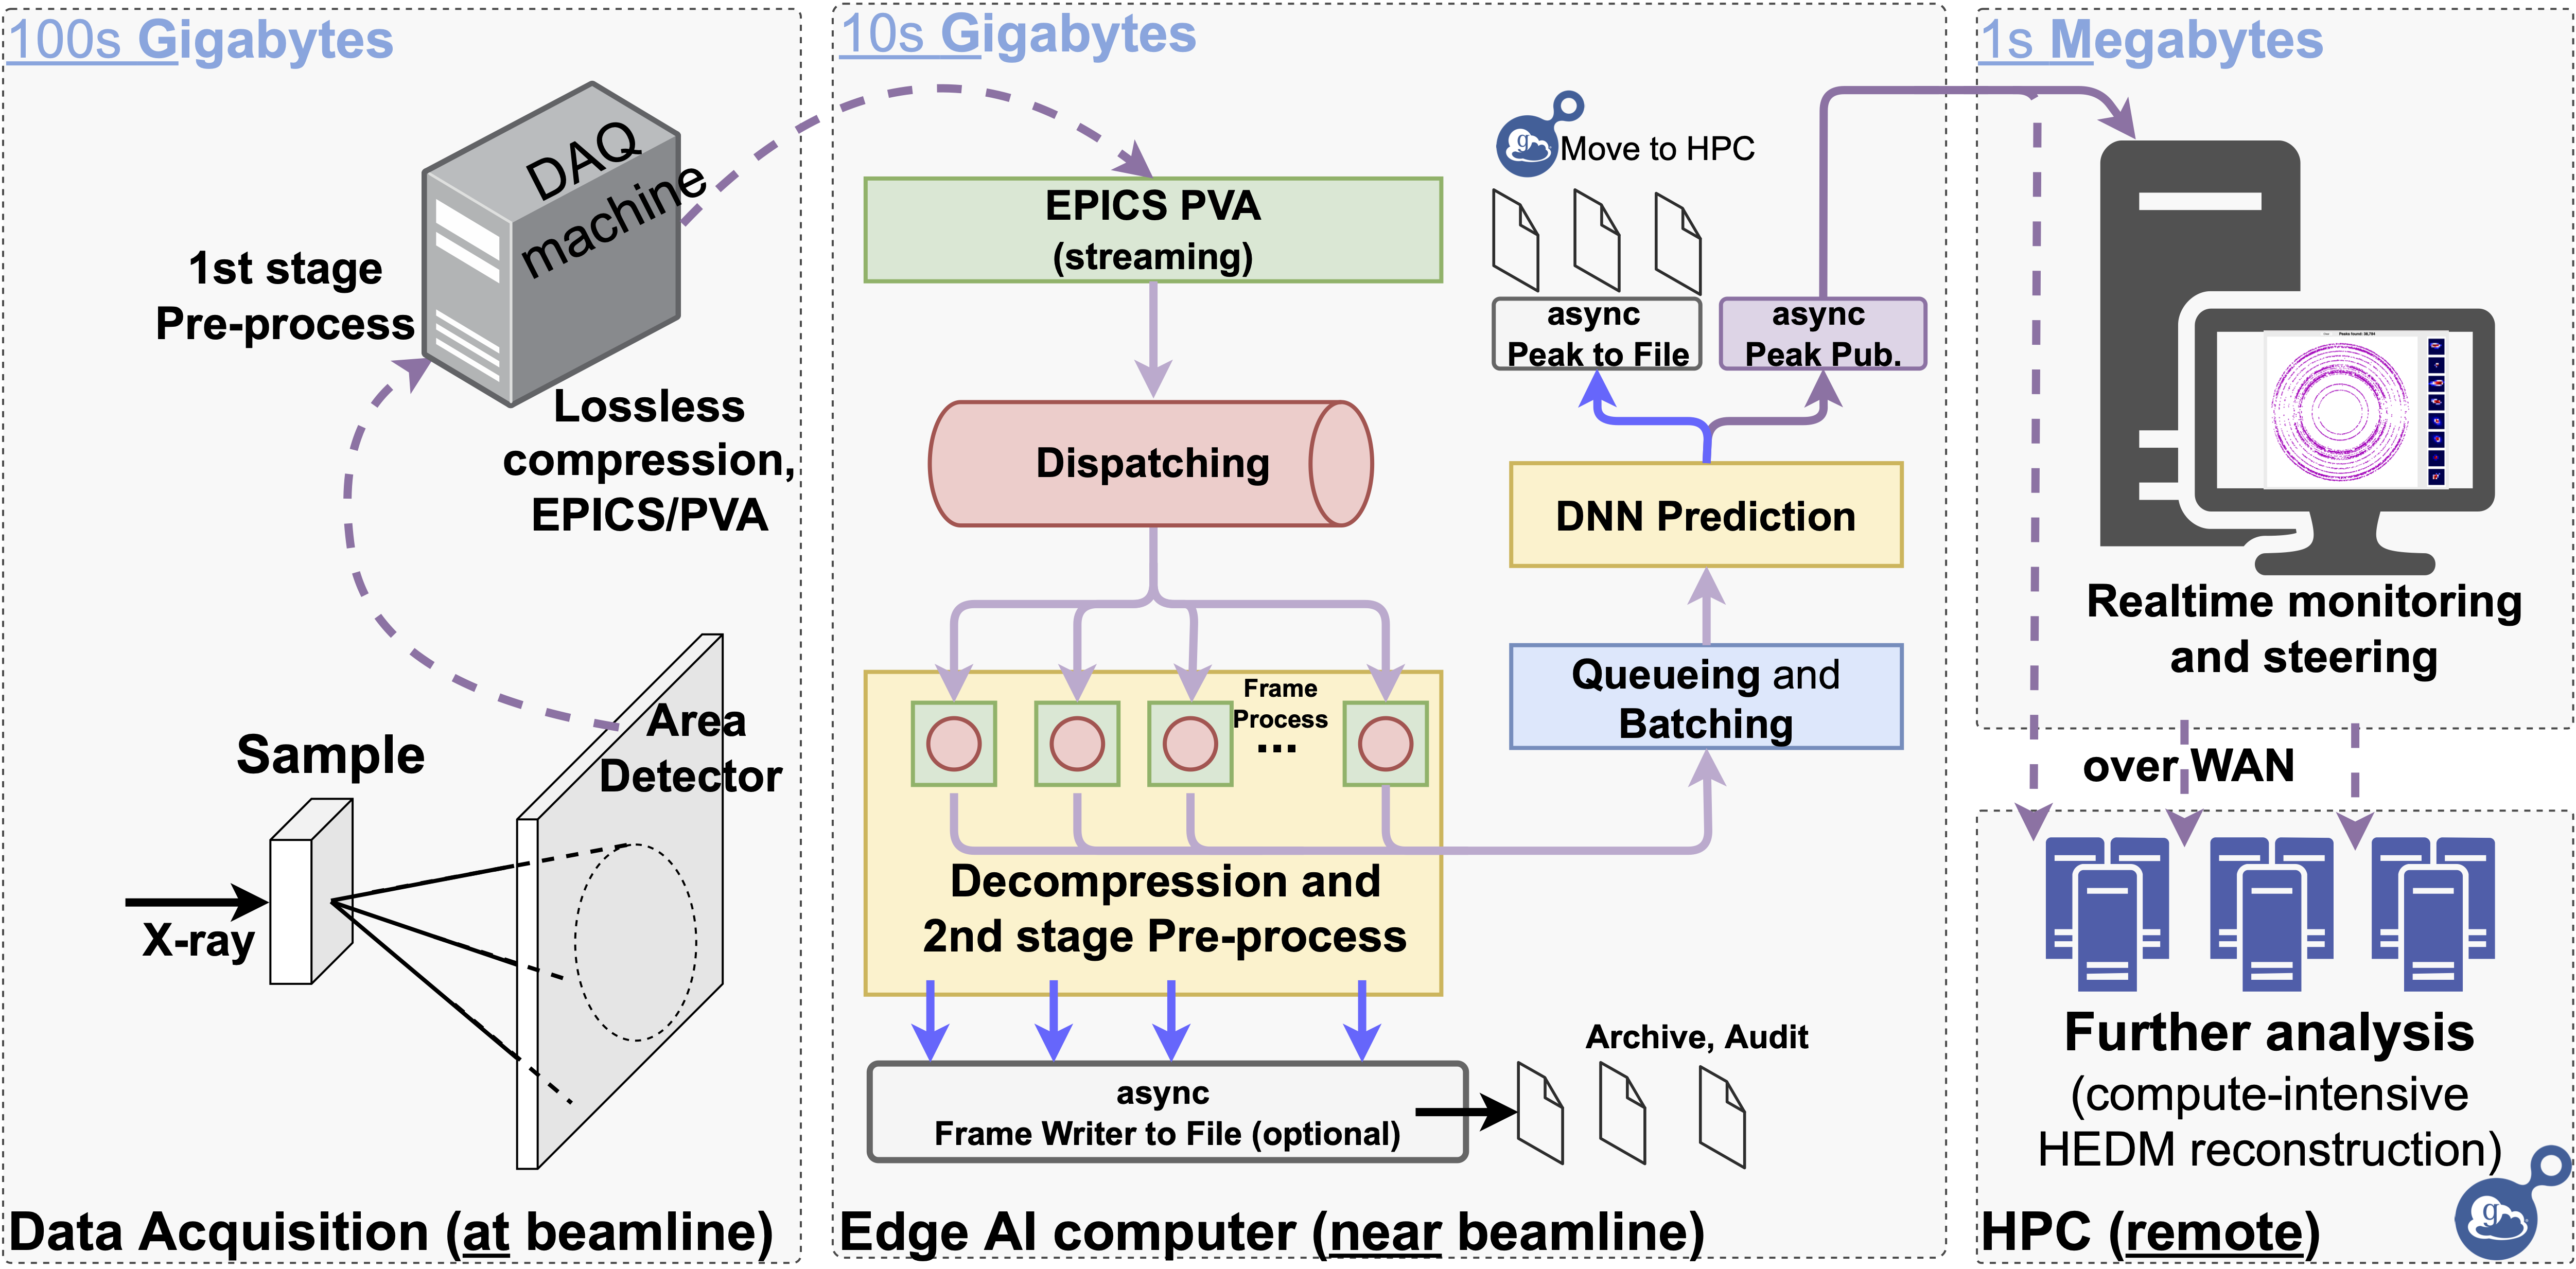 100s Gigabytes
DAQ
machine
1st stage
Pre-process
Lossless
compression,
EPICS/PVA
Area
Detector
Sample
X-ray
Data Acquisition (at beamline)
10s Gigabytes
EPICS PVA
(streaming)
Dispatching
Frame
Process
...
Decompression and
2nd stage Pre-process
async
Frame Writer to File (optional)
Archive, Audit
Queueing and
Batching
DNN Prediction
async
Peak to File
async
Peak Pub.
g
Move to HPC
Edge AI computer (near beamline)
1s Megabytes
Realtime monitoring
and steering
over WAN
Further analysis
(compute-intensive
HEDM reconstruction)
g
HPC (remote)